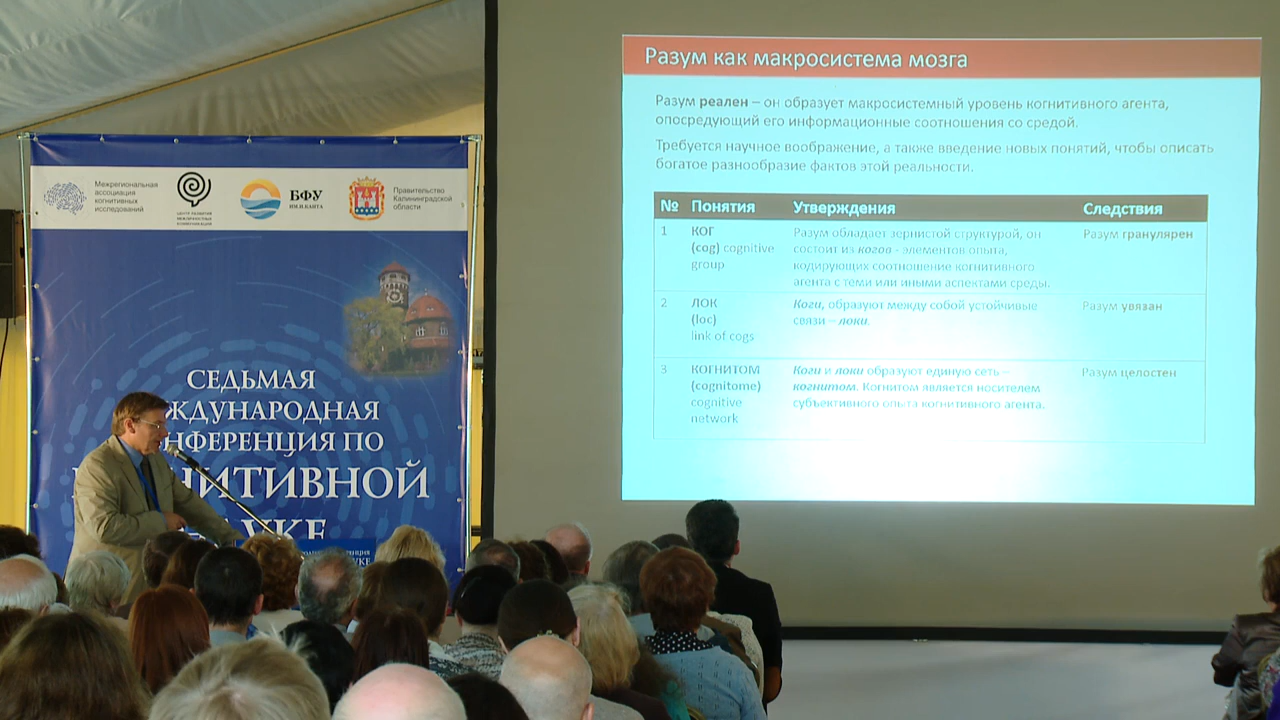 Межрегиональная
ассоциация
когнитивных
исследований
БФУ
ИМ. И. КАНТА
Правительство
Калининградской
области
СЕДЬМАЯ
ЖДУНАРОДНАЯ
ОНФЕРЕНЦИЯ ПО
НИТИВНОЙ
УКЕ
Разум как макросистема мозга
Разум реален – он образует макросистемный уровень когнитивного агента,
опосредующий его информационные соотношения со средой.
Требуется научное воображение, а также введение новых понятий, чтобы описать
богатое разнообразие фактов этой реальности.
№ Понятия Утверждения Следствия
1 КОГ Разум обладает зернистой структурой, он Разум гранулярен
(cog) cognitive состоит из когов - элементов опыта,
group кодирующих соотношение когнитивного
агента с теми или иными аспектами среды.
2 ЛОК Коги, образуют между собой устойчивые Разум увязан
(loc) связи – локи.
link of cogs
3 КОГНИТОМ Коги и локи образуют единую сеть – Разум целостен
(cognitome) когнитом. Когнитом является носителем
cognitive субъективного опыта когнитивного агента.
network